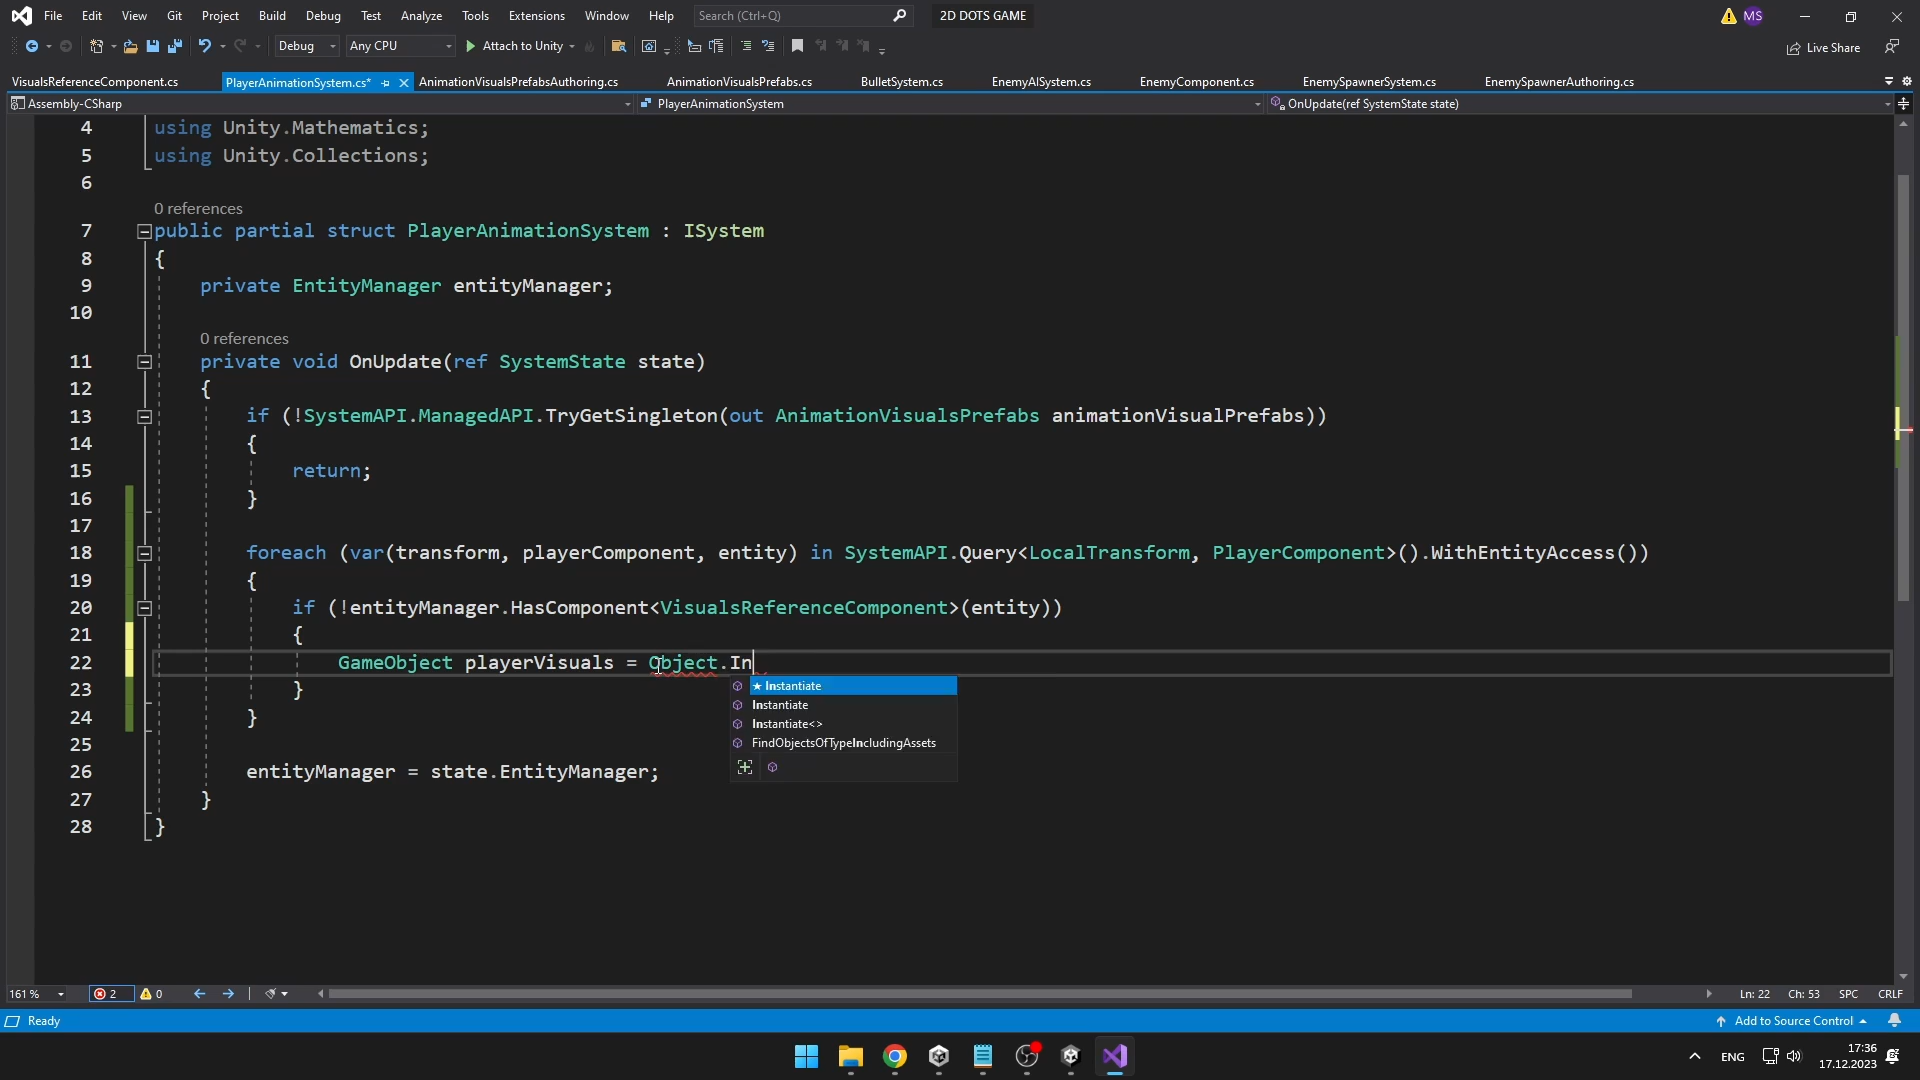 File Edit View Git Project Build Debug Test Analyze Tools Extensions Window Help Search (Ctrl+Q) 2D DOTS GAME MS
Debug Any CPU Attach to Unity Live Share
VisualsReferenceComponent.cs PlayerAnimationSystem.cs* AnimationVisualsPrefabsAuthoring.cs AnimationVisualsPrefabs.cs BulletSystem.cs EnemyAISystem.cs EnemyComponent.cs EnemySpawnerSystem.cs EnemySpawnerAuthoring.cs
Assembly-CSharp PlayerAnimationSystem OnUpdate(ref SystemState state)
4 using Unity.Mathematics;
5 using Unity.Collections;
6
0 references
7 public partial struct PlayerAnimationSystem : ISystem
8 {
9 private EntityManager entityManager;
10
0 references
11 private void OnUpdate(ref SystemState state)
12 {
13 if (!SystemAPI.ManagedAPI.TryGetSingleton(out AnimationVisualsPrefabs animationVisualPrefabs))
14 {
15 return;
16 }
17
18 foreach (var(transform, playerComponent, entity) in SystemAPI.Query<LocalTransform, PlayerComponent>().WithEntityAccess())
19 {
20 if (!entityManager.HasComponent<VisualsReferenceComponent>(entity))
21 {
22 GameObject playerVisuals = Object.In
★ Instantiate
23 }
Instantiate
24 }
Instantiate<>
25
FindObjectsOfTypeIncludingAssets
26 entityManager = state.EntityManager;
27 }
28 }
161 % 2 0 Ln: 22 Ch: 53 SPC CRLF
Ready Add to Source Control
ENG 17:36
17.12.2023